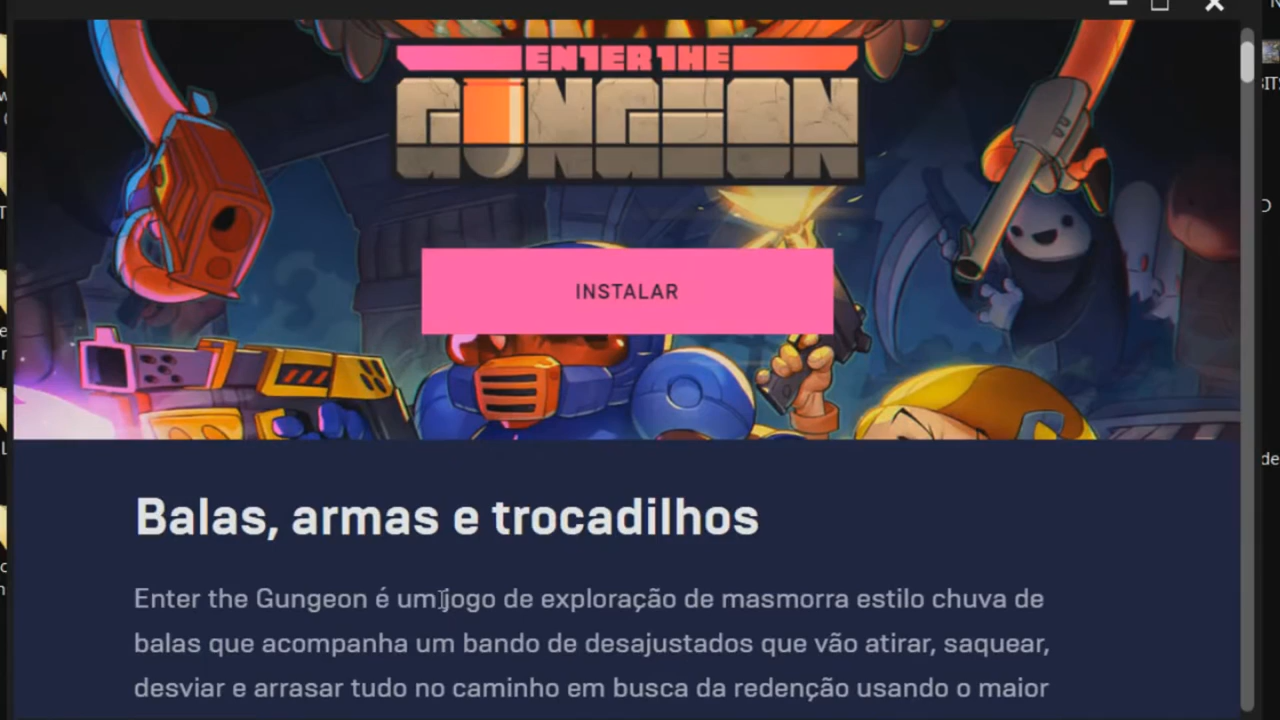 ENTER THE
GUNGEON
INSTALAR
Balas, armas e trocadilhos
Enter the Gungeon é um jogo de exploração de masmorra estilo chuva de
balas que acompanha um bando de desajustados que vão atirar, saquear,
desviar e arrasar tudo no caminho em busca da redenção usando o maior